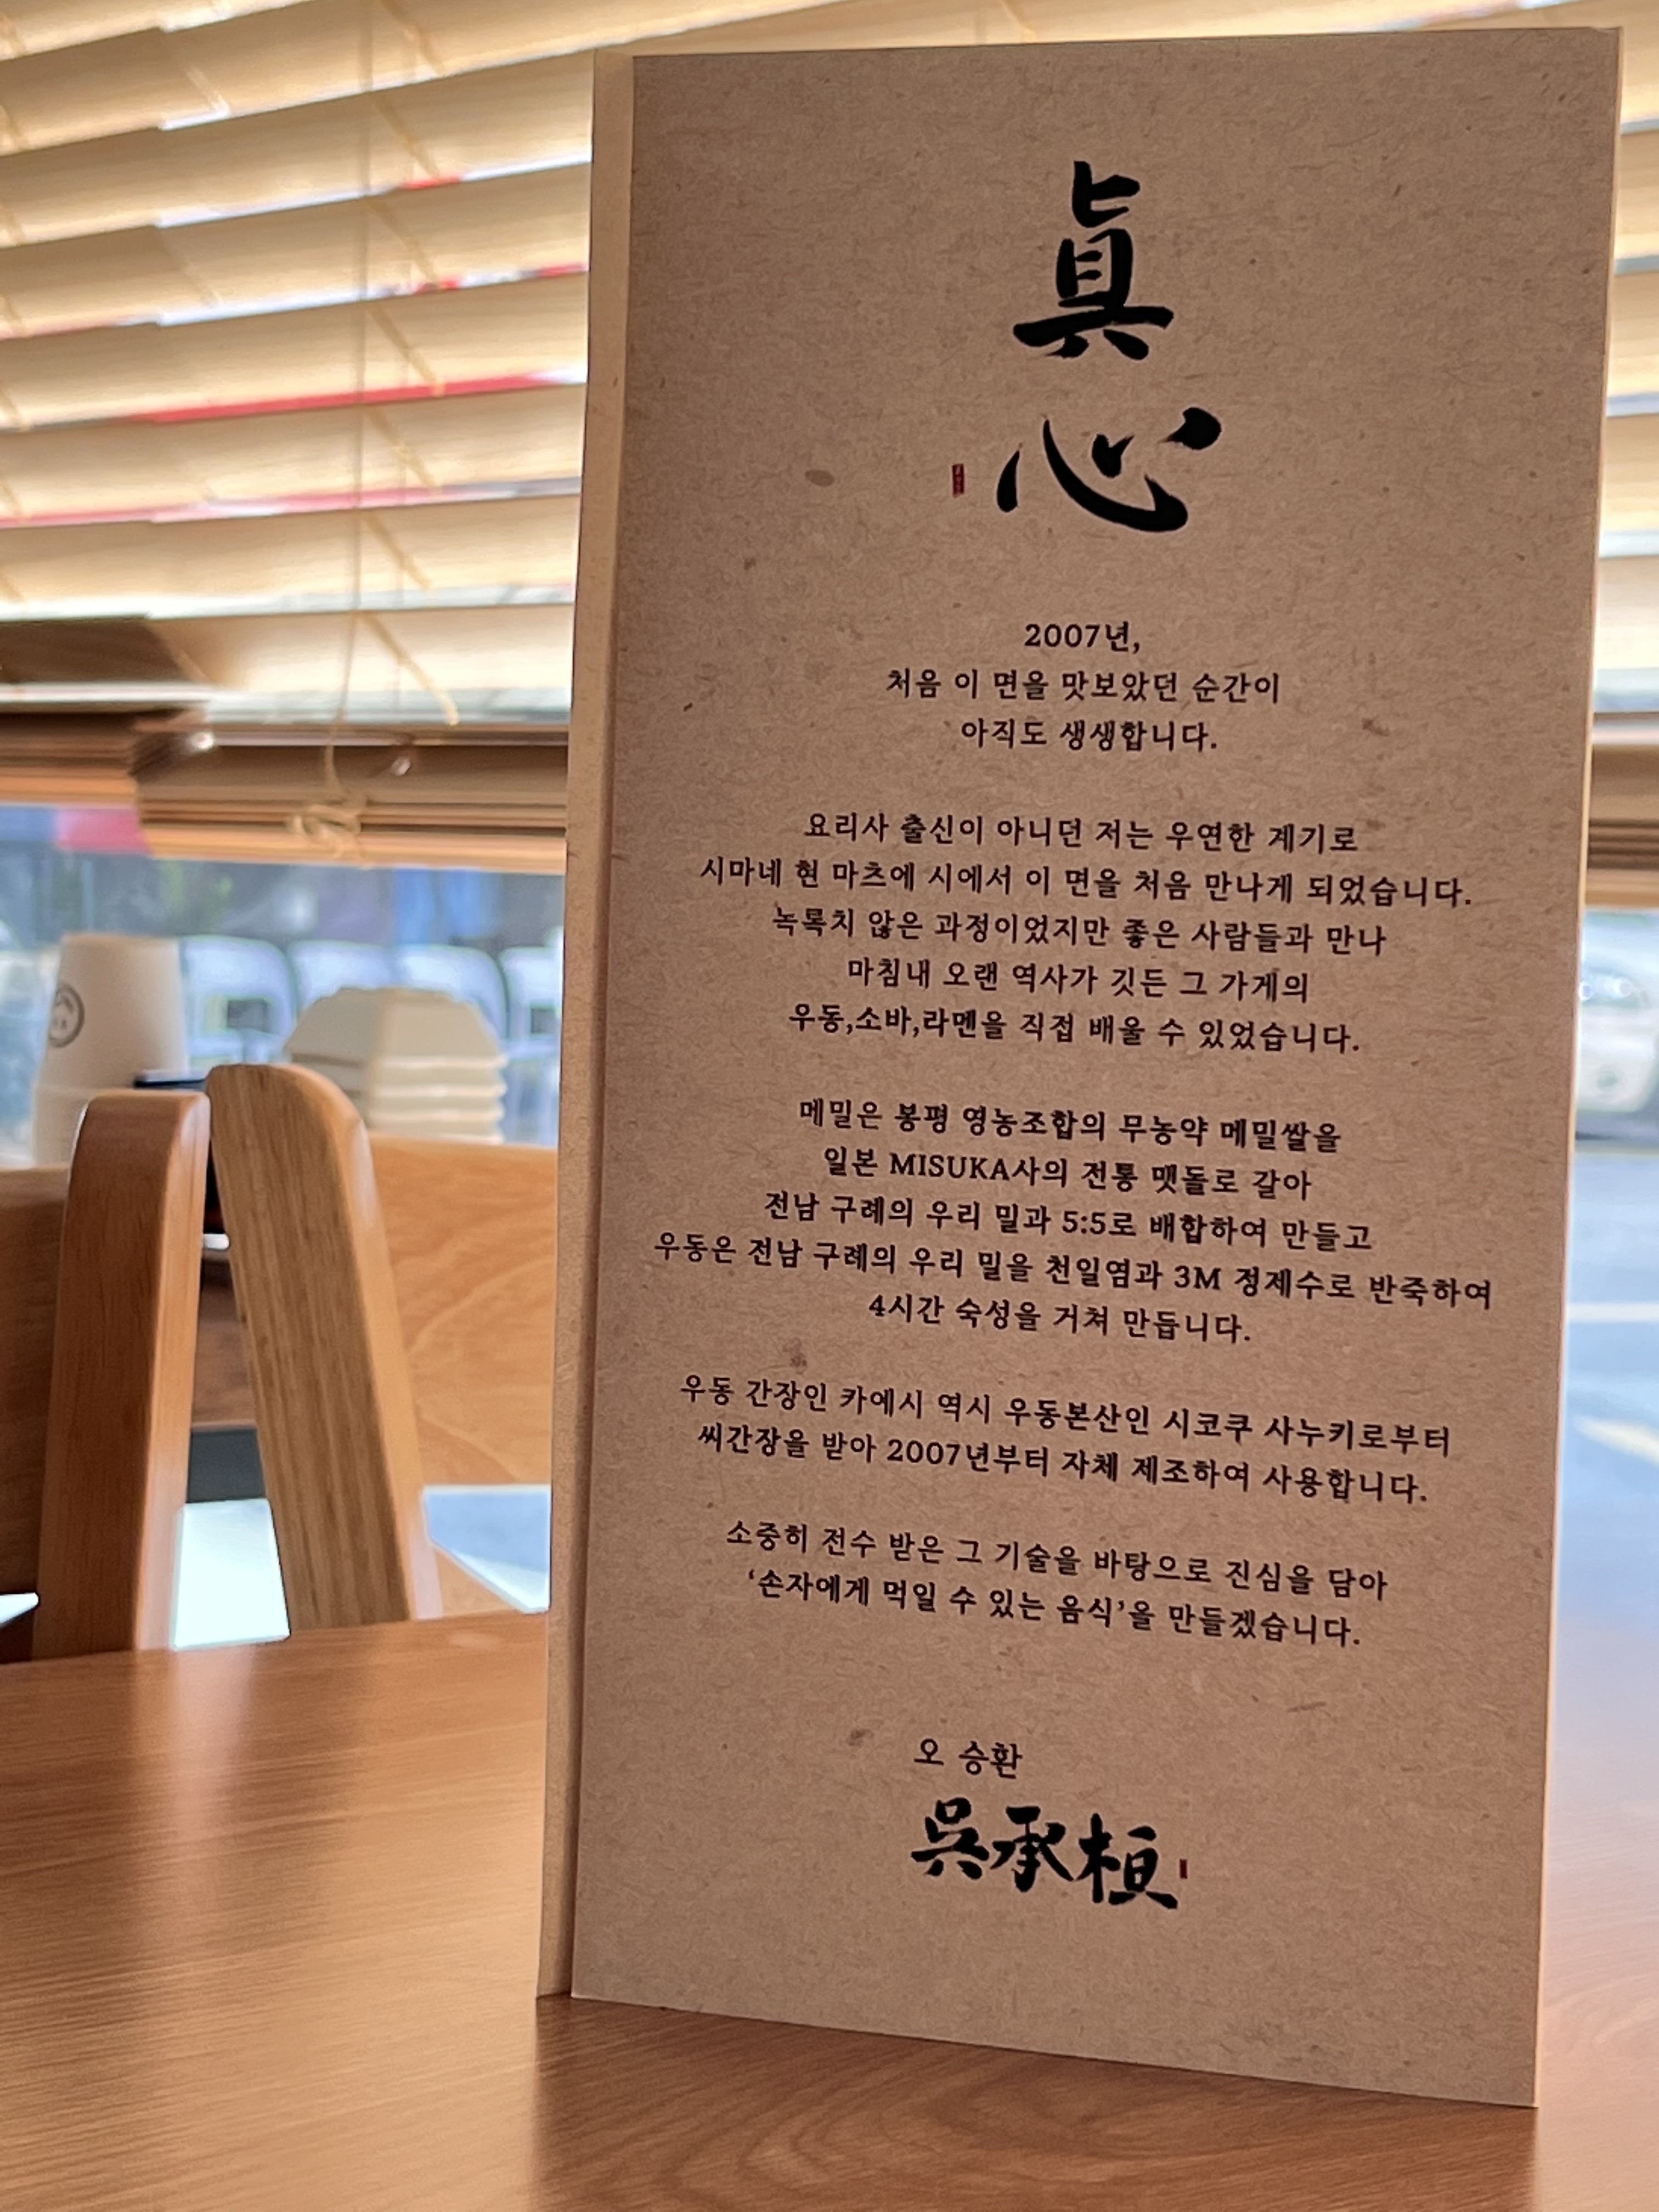 眞
心
2007년,
처음 이 면을 맛보았던 순간이
아직도 생생합니다.
요리사 출신이 아니던 저는 우연한 계기로
시마네 현 마츠에 시에서 이 면을 처음 만나게 되었습니다.
녹록치 않은 과정이었지만 좋은 사람들과 만나
마침내 오랜 역사가 깃든 그 가게의
우동,소바,라멘을 직접 배울 수 있었습니다.
메밀은 봉평 영농조합의 무농약 메밀쌀을
일본 MISUKA사의 전통 맷돌로 갈아
전남 구례의 우리 밀과 5:5로 배합하여 만들고
우동은 전남 구례의 우리 밀을 천일염과 3M 정제수로 반죽하여
4시간 숙성을 거쳐 만듭니다.
우동 간장인 카에시 역시 우동본산인 시코쿠 사누키로부터
씨간장을 받아 2007년부터 자체 제조하여 사용합니다.
소중히 전수 받은 그 기술을 바탕으로 진심을 담아
‘손자에게 먹일 수 있는 음식’을 만들겠습니다.
오 승환
吳承桓